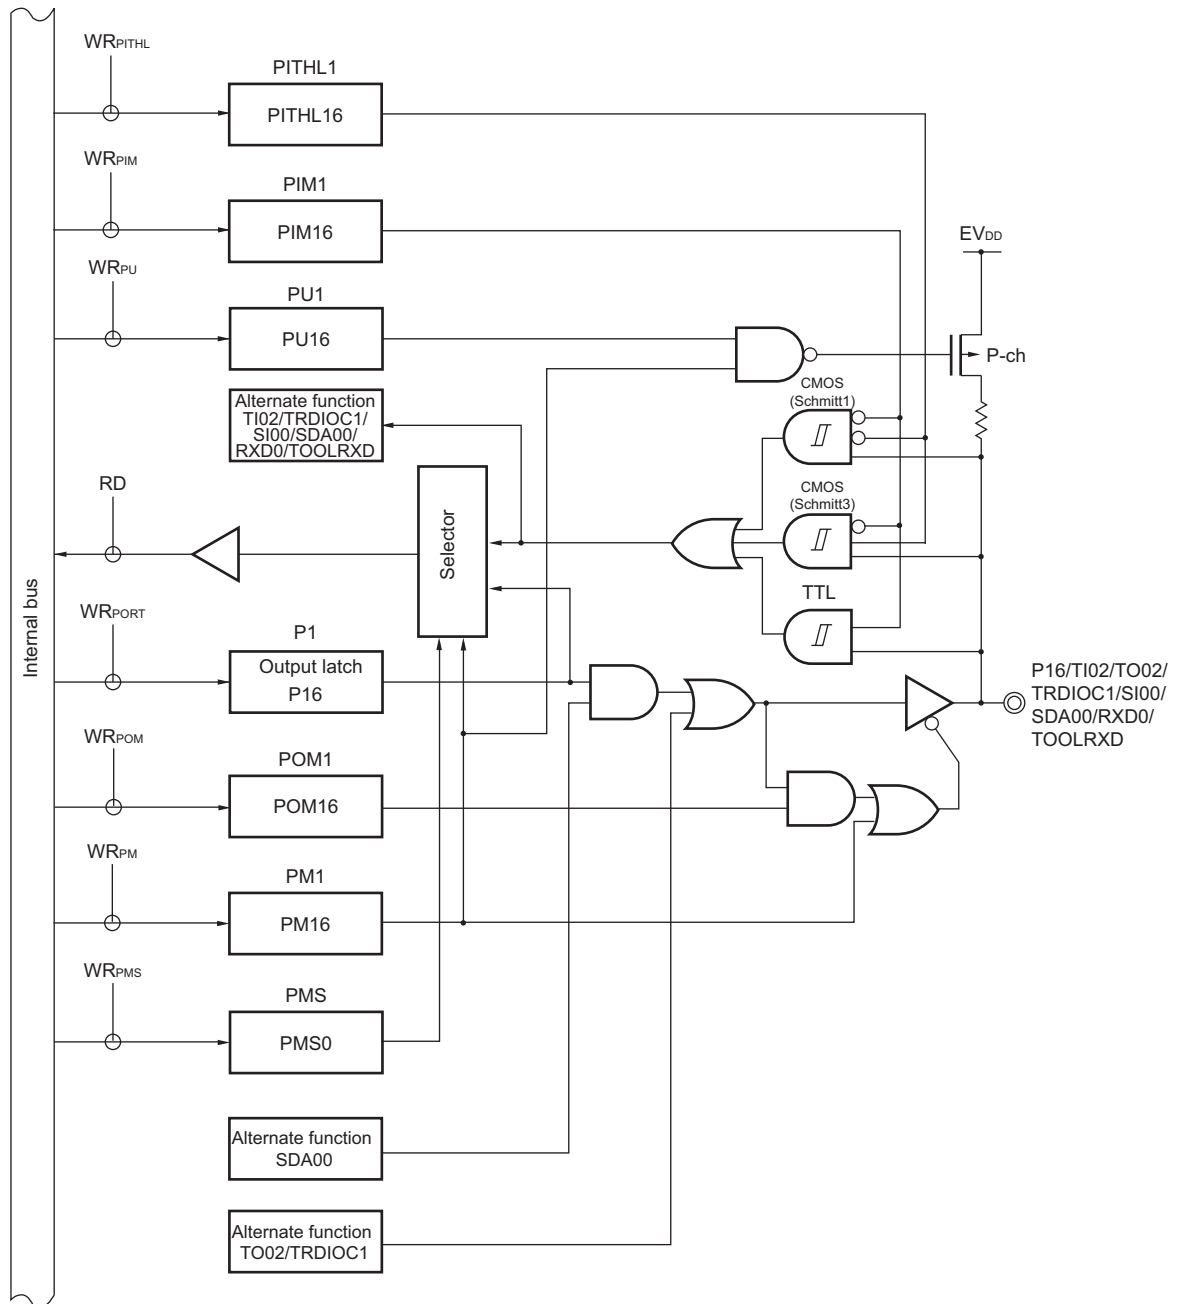 WRPITHL
PITHL1
PITHL16
WRPIM
PIM1
PIM16
WRPU
PU1
PU16
EVDD
P-ch
Alternate function
TI02/TRDIOC1/
SI00/SDA00/
RXD0/TOOLRXD
CMOS
(Schmitt1)
RD
Selector
CMOS
(Schmitt3)
Internal bus
TTL
WRPORT
P1
Output latch
P16
P16/TI02/TO02/
TRDIOC1/SI00/
SDA00/RXD0/
TOOLRXD
WRPOM
POM1
POM16
WRPM
PM1
PM16
WRPMS
PMS
PMS0
Alternate function
SDA00
Alternate function
TO02/TRDIOC1